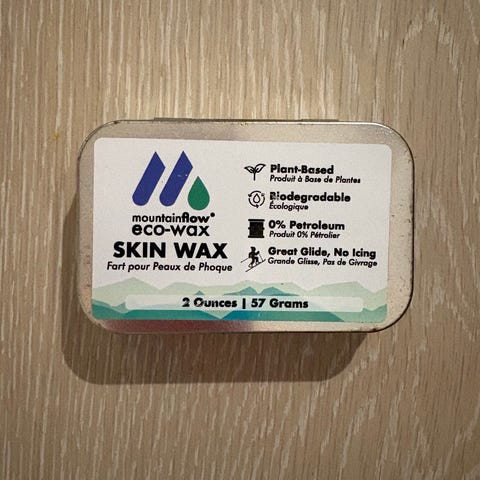 mountainflow®
eco-wax
SKIN WAX
Fart pour Peaux de Phoque
Plant-Based
Produit à Base de Plantes
Biodegradable
Écologique
0% Petroleum
Produit 0% Pétrolier
Great Glide, No Icing
Grande Glisse, Pas de Givrage
2 Ounces | 57 Grams